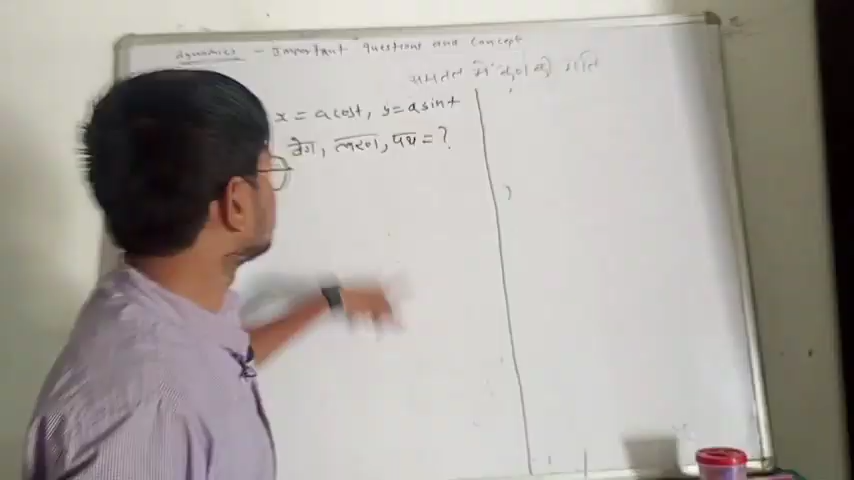 Dynamics - Important Questions and Concept
समतल में कण की गति
x = a cost, y = a sint
वेग, त्वरण, पथ = ?